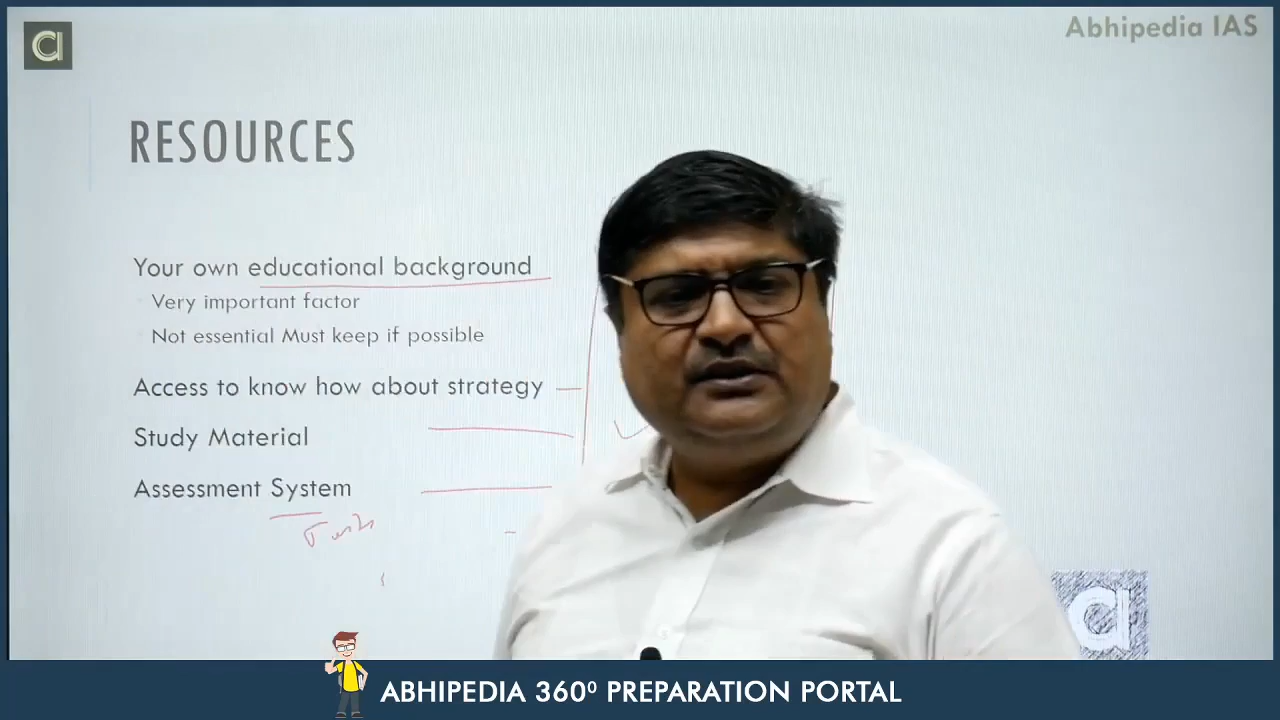 Abhipedia IAS
RESOURCES
Your own educational background
Very important factor
Not essential Must keep if possible
Access to know how about strategy
Study Material
Assessment System
ABHIPEDIA 360⁰ PREPARATION PORTAL